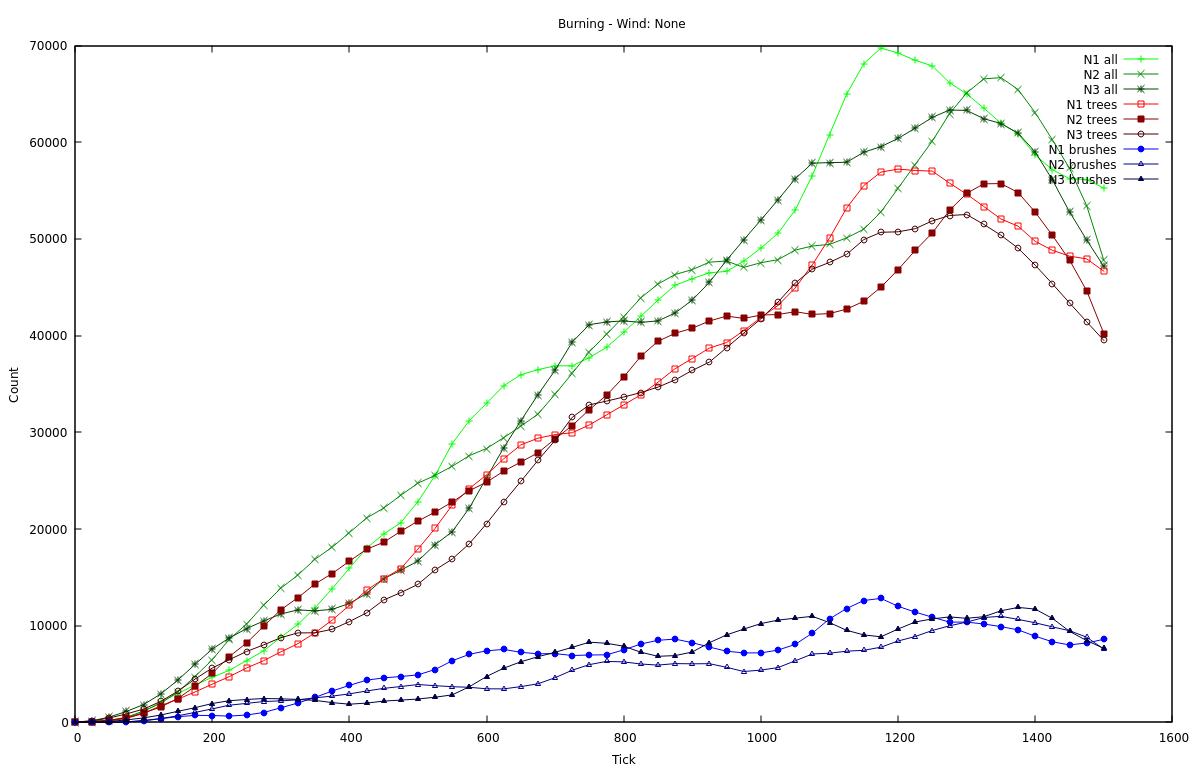 Burning - Wind: None
70000
60000
50000
40000
30000
20000
10000
0
Count
N1 all
N2 all
N3 all
N1 trees
N2 trees
N3 trees
N1 brushes
N2 brushes
N3 brushes
0 200 400 600 800 1000 1200 1400 1600
Tick